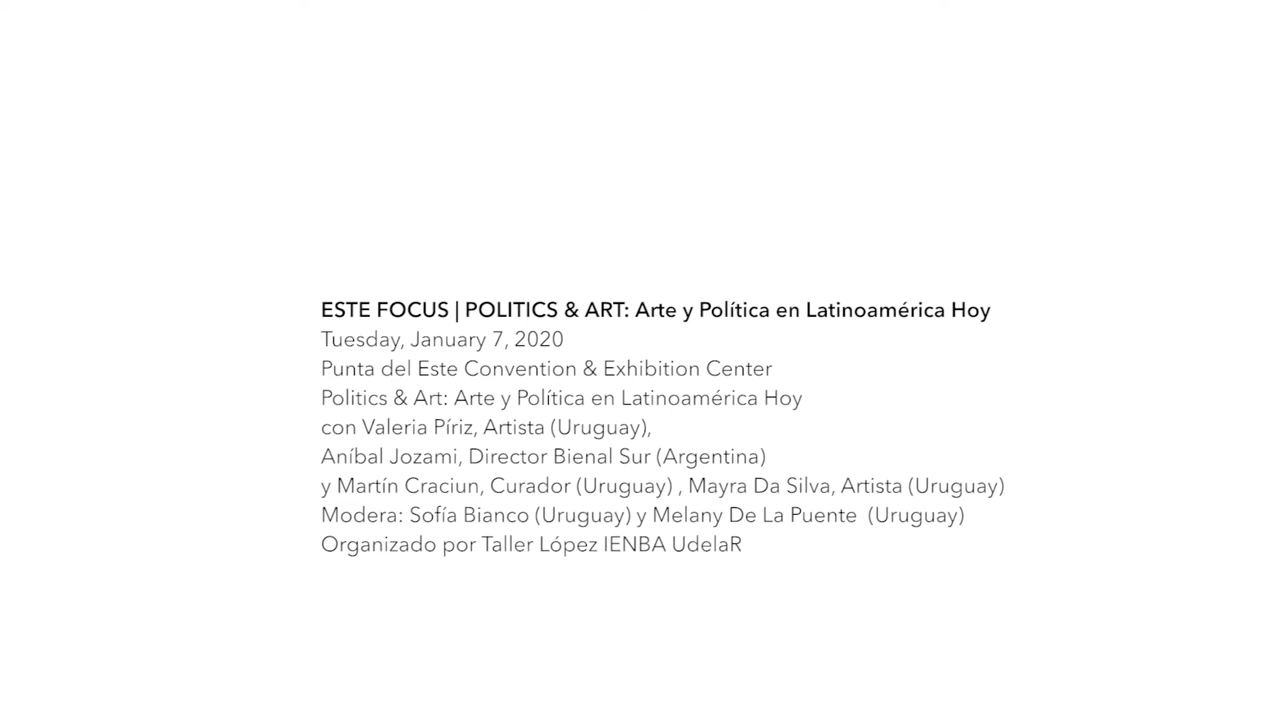 ESTE FOCUS | POLITICS & ART: Arte y Política en Latinoamérica Hoy
Tuesday, January 7, 2020
Punta del Este Convention & Exhibition Center
Politics & Art: Arte y Política en Latinoamérica Hoy
con Valeria Píriz, Artista (Uruguay),
Aníbal Jozami, Director Bienal Sur (Argentina)
y Martín Craciun, Curador (Uruguay) , Mayra Da Silva, Artista (Uruguay)
Modera: Sofía Bianco (Uruguay) y Melany De La Puente  (Uruguay)
Organizado por Taller López IENBA UdelaR